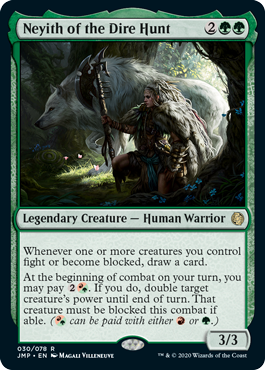 Neyith of the Dire Hunt 2
Legendary Creature — Human Warrior
Whenever one or more creatures you control
fight or become blocked, draw a card.
At the beginning of combat on your turn, you
may pay 2 . If you do, double target
creature's power until end of turn. That
creature must be blocked this combat if
able. ( can be paid with either or .)
3/3
030/078 R
JMP • EN MAGALI VILLENEUVE
™ & © 2020 Wizards of the Coast